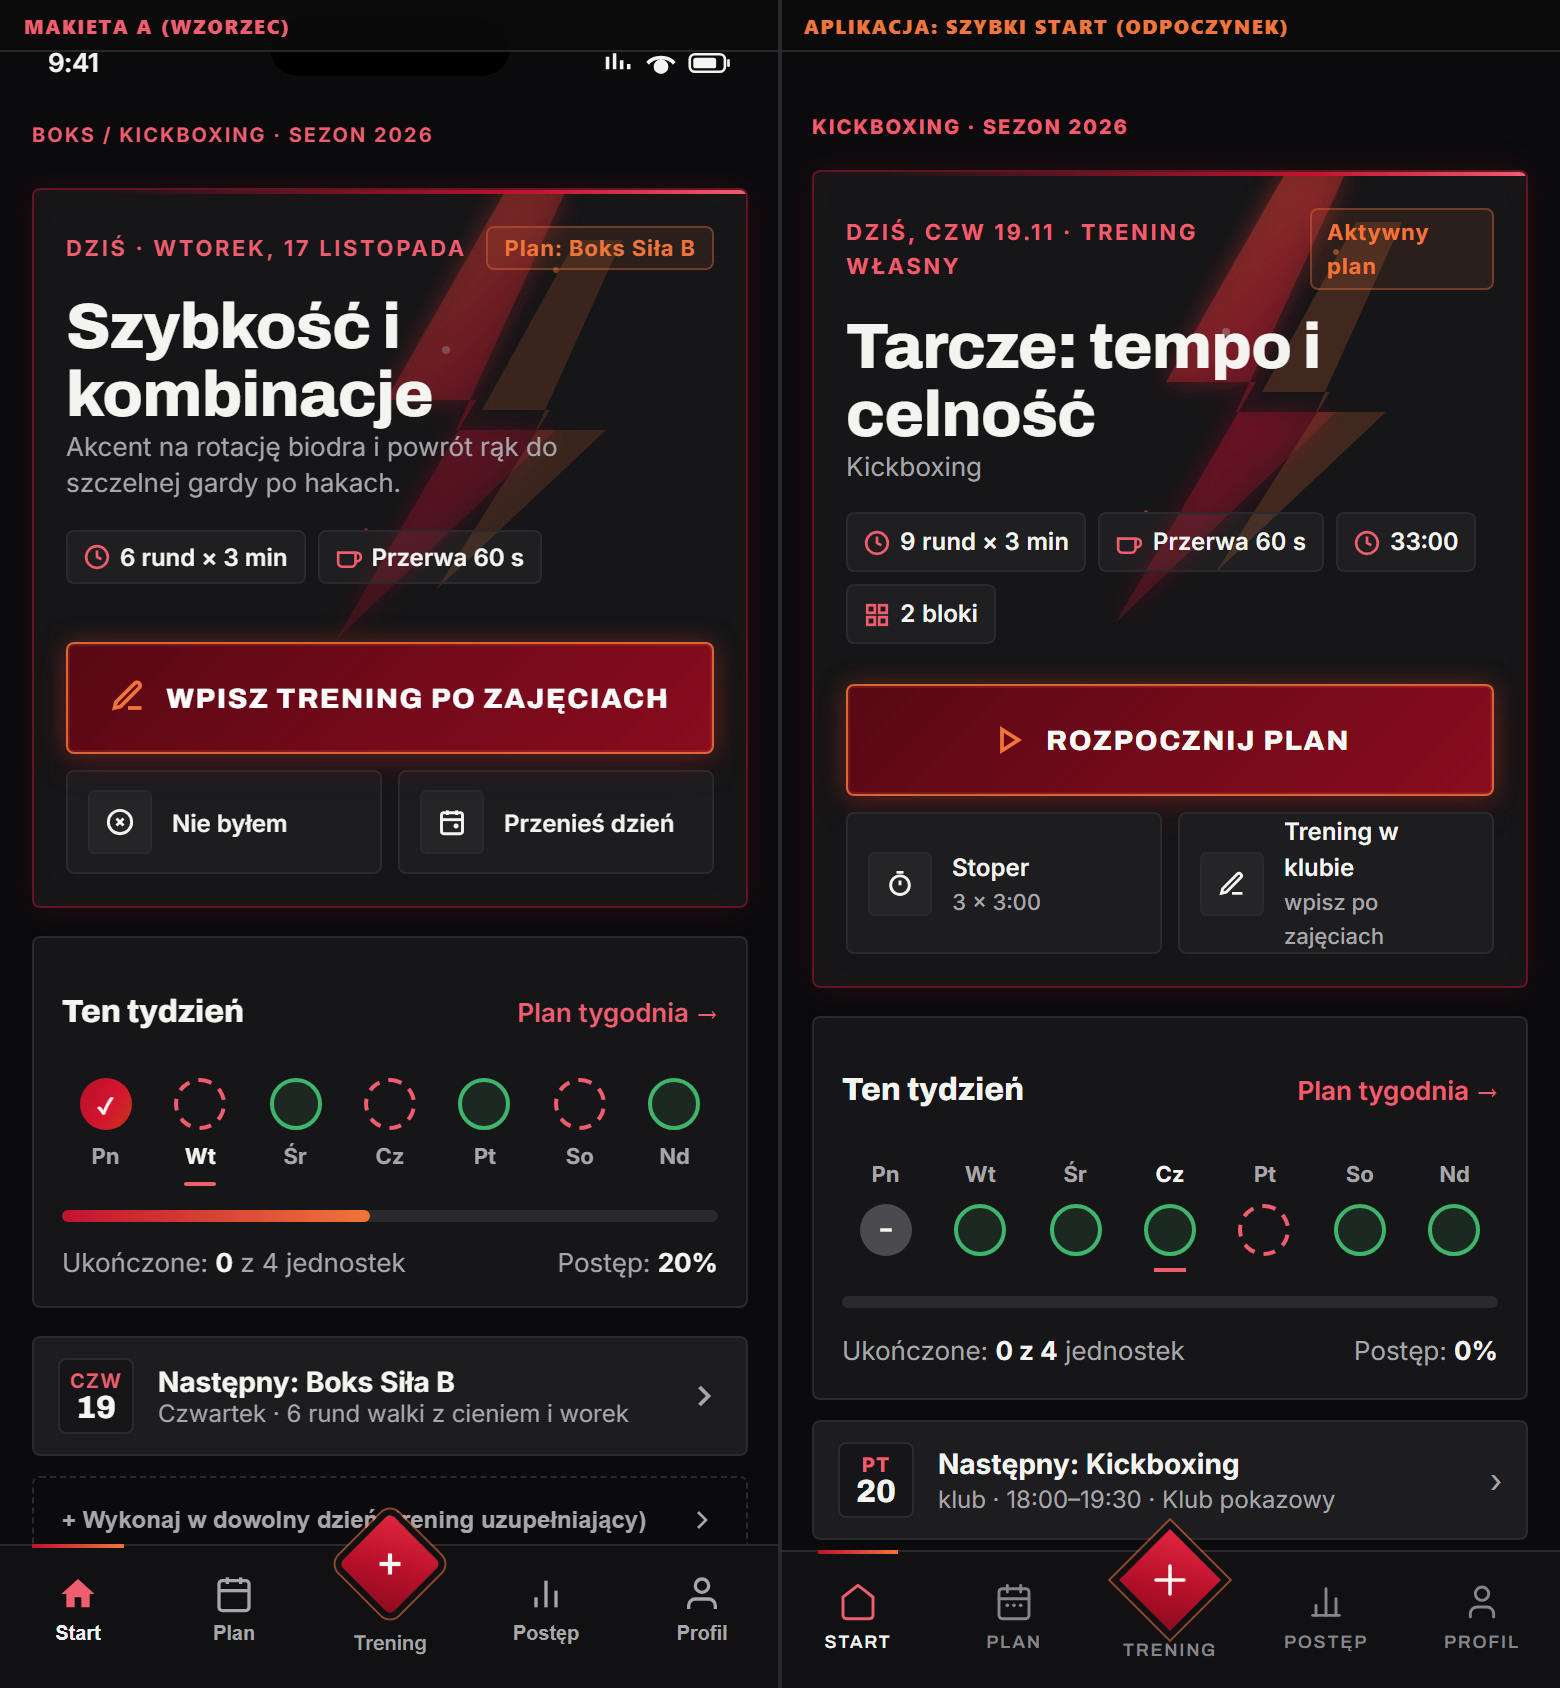 MAKIETA A (WZORZEC)
9:41
BOKS / KICKBOXING · SEZON 2026
DZIŚ · WTOREK, 17 LISTOPADA
Plan: Boks Siła B
Szybkość i
kombinacje
Akcent na rotację biodra i powrót rąk do
szczelnej gardy po hakach.
6 rund × 3 min
Przerwa 60 s
WPISZ TRENING PO ZAJĘCIACH
Nie byłem
Przenieś dzień
Ten tydzień
Plan tygodnia →
Pn Wt Śr Cz Pt So Nd
Ukończone: 0 z 4 jednostek
Postęp: 20%
CZW
19
Następny: Boks Siła B
Czwartek · 6 rund walki z cieniem i worek
+ Wykonaj w dowolny dzień rening uzupełniający)
Start
Plan
Trening
Postęp
Profil
APLIKACJA: SZYBKI START (ODPOCZYNEK)
KICKBOXING · SEZON 2026
DZIŚ, CZW 19.11 · TRENING
WŁASNY
Aktywny
plan
Tarcze: tempo i
celność
Kickboxing
9 rund × 3 min
Przerwa 60 s
33:00
2 bloki
ROZPOCZNIJ PLAN
Stoper
3 × 3:00
Trening w
klubie
wpisz po
zajęciach
Ten tydzień
Plan tygodnia →
Pn Wt Śr Cz Pt So Nd
Ukończone: 0 z 4 jednostek
Postęp: 0%
PT
20
Następny: Kickboxing
klub · 18:00–19:30 · Klub pokazowy
START
PLAN
TRENING
POSTĘP
PROFIL